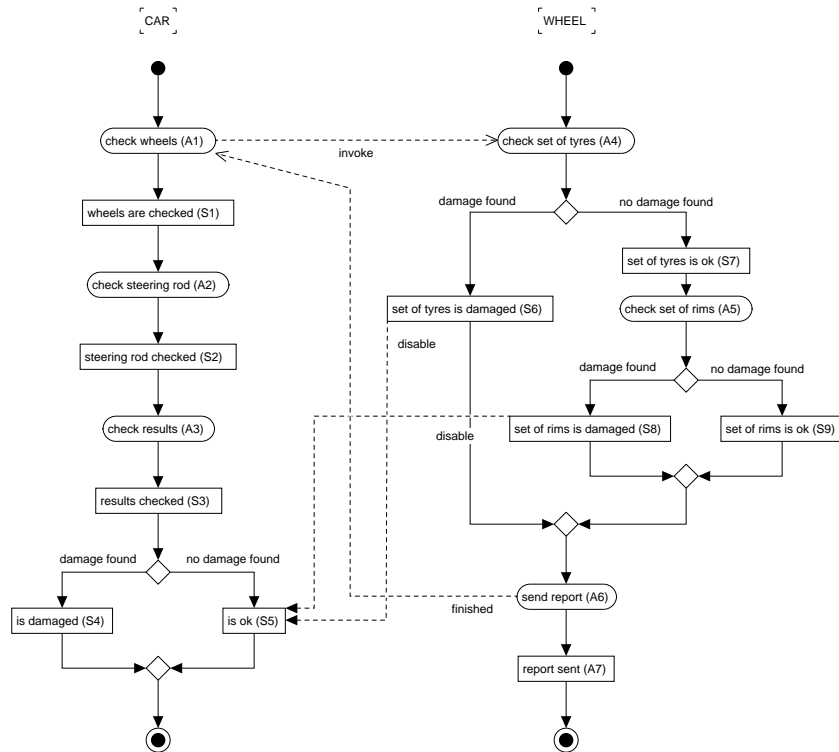 CAR
WHEEL
check wheels (A1)
invoke
check set of tyres (A4)
wheels are checked (S1)
damage found
no damage found
set of tyres is ok (S7)
check steering rod (A2)
set of tyres is damaged (S6)
check set of rims (A5)
disable
steering rod checked (S2)
damage found
no damage found
check results (A3)
disable
set of rims is damaged (S8)
set of rims is ok (S9)
results checked (S3)
damage found
no damage found
is damaged (S4)
is ok (S5)
finished
send report (A6)
report sent (A7)